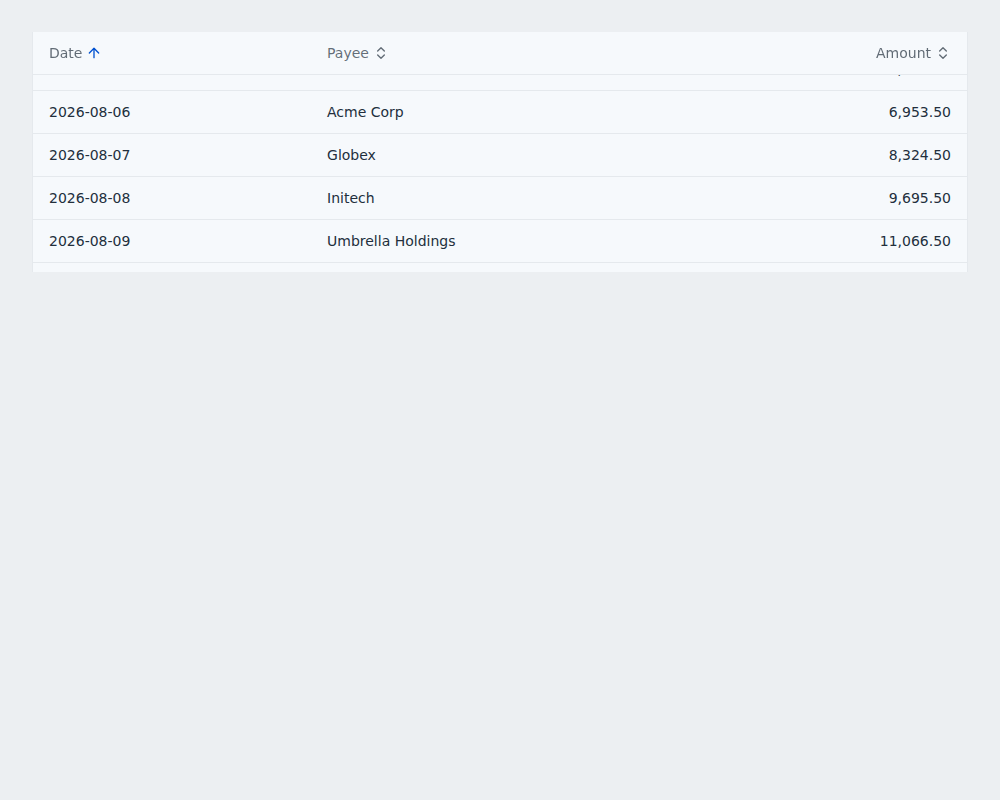 Date Payee Amount
2026-08-06 Acme Corp 6,953.50
2026-08-07 Globex 8,324.50
2026-08-08 Initech 9,695.50
2026-08-09 Umbrella Holdings 11,066.50